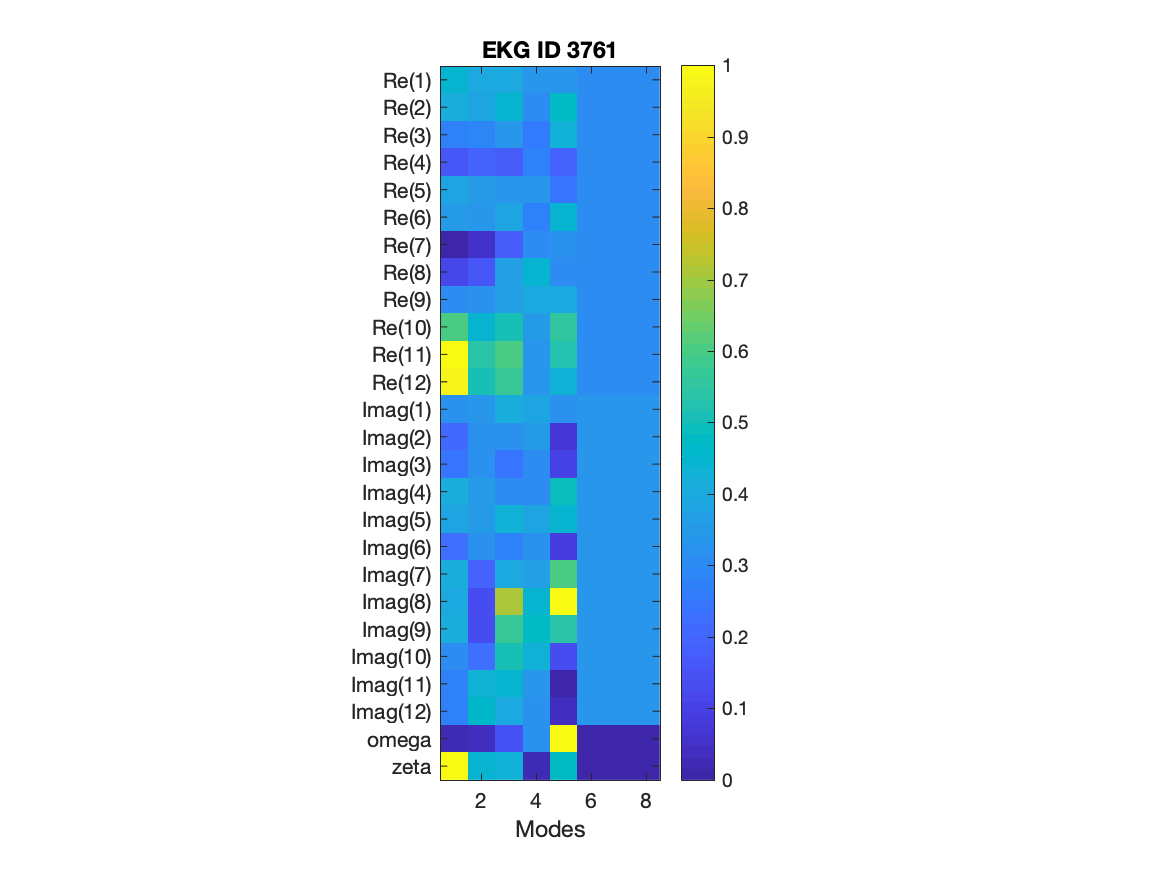 EKG ID 3761
Re(1)
Re(2)
Re(3)
Re(4)
Re(5)
Re(6)
Re(7)
Re(8)
Re(9)
Re(10)
Re(11)
Re(12)
Imag(1)
Imag(2)
Imag(3)
Imag(4)
Imag(5)
Imag(6)
Imag(7)
Imag(8)
Imag(9)
Imag(10)
Imag(11)
Imag(12)
omega
zeta
2 4 6 8
Modes
1
0.9
0.8
0.7
0.6
0.5
0.4
0.3
0.2
0.1
0